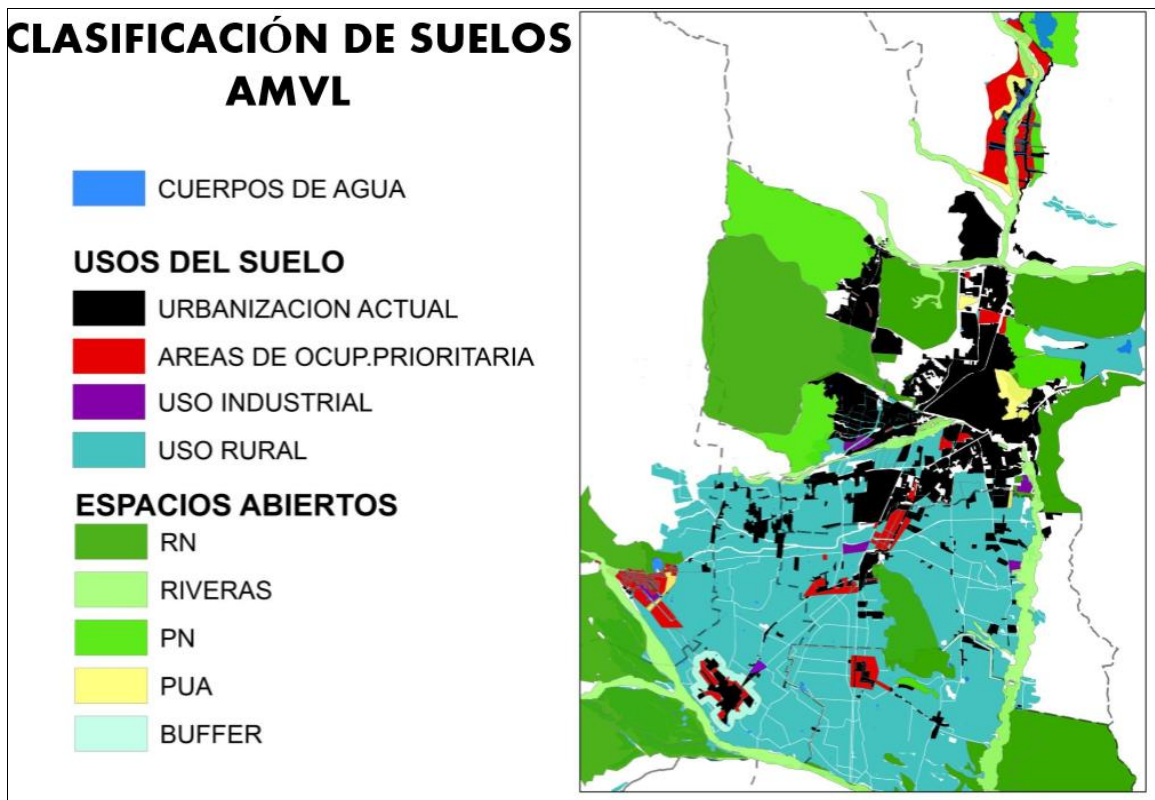 CLASIFICACIÓN DE SUELOS
AMVL
CUERPOS DE AGUA
USOS DEL SUELO
URBANIZACION ACTUAL
AREAS DE OCUP.PRIORITARIA
USO INDUSTRIAL
USO RURAL
ESPACIOS ABIERTOS
RN
RIVERAS
PN
PUA
BUFFER